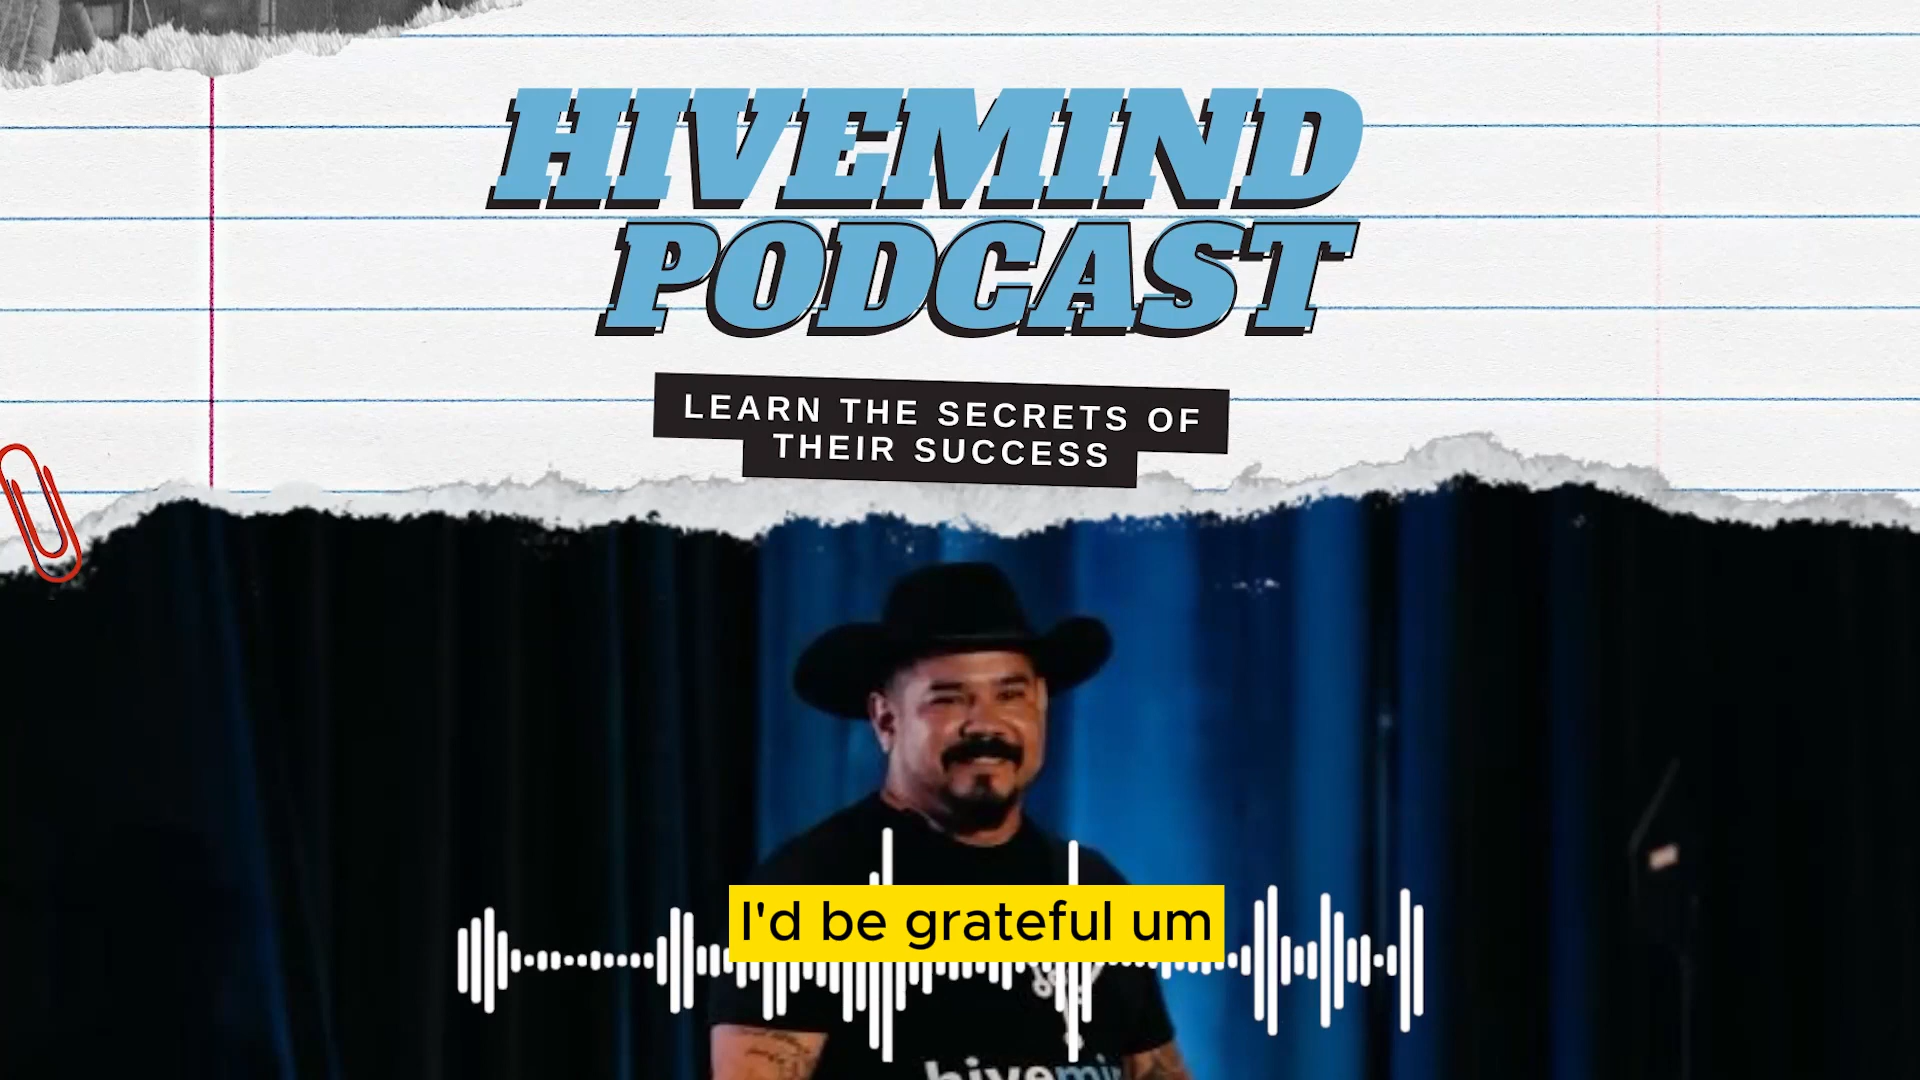 HIVEMIND
PODCAST
LEARN THE SECRETS OF
THEIR SUCCESS
I'd be grateful um